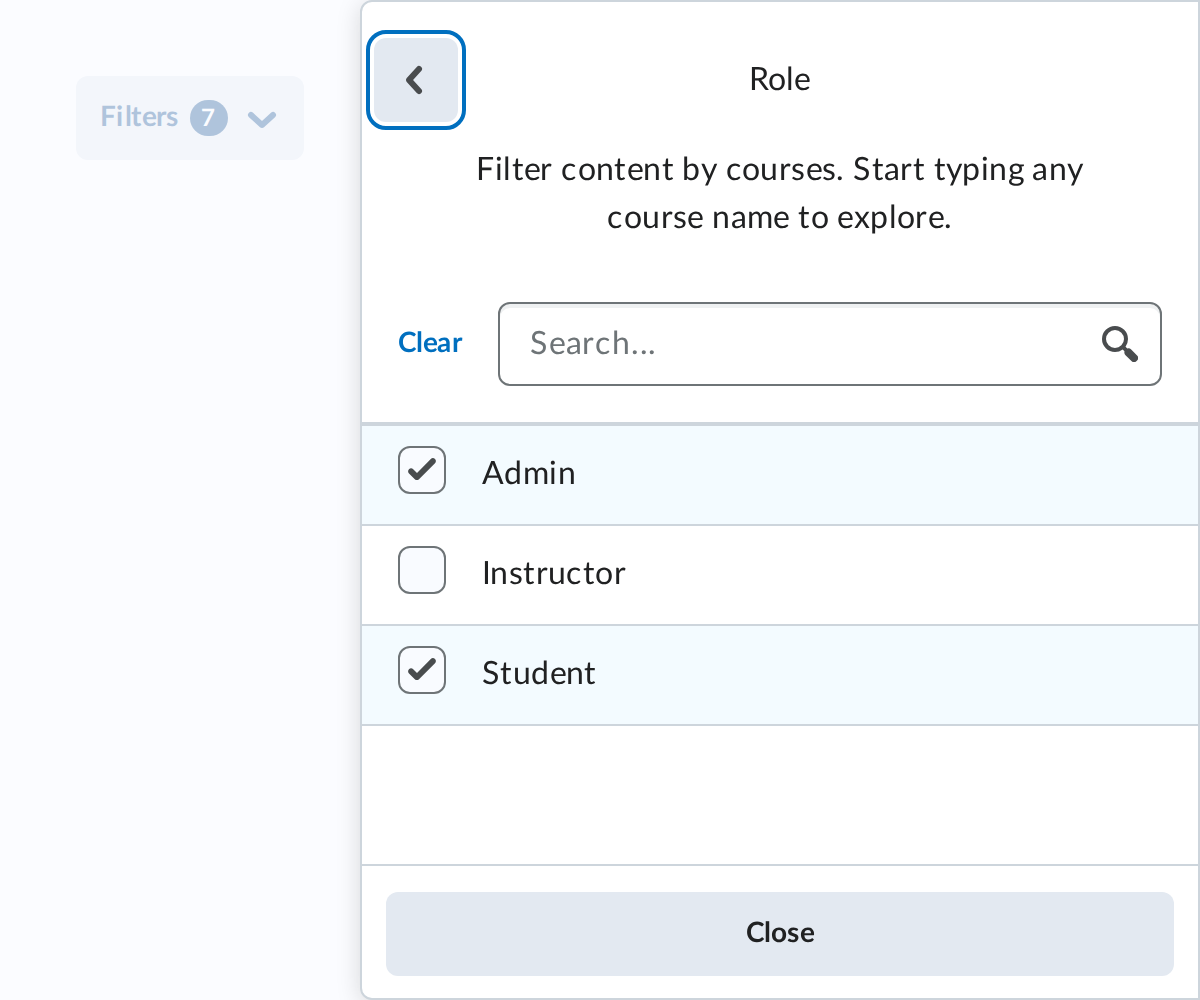 Filters 7
Role
Filter content by courses. Start typing any
course name to explore.
Clear
Search...
Admin
Instructor
Student
Close